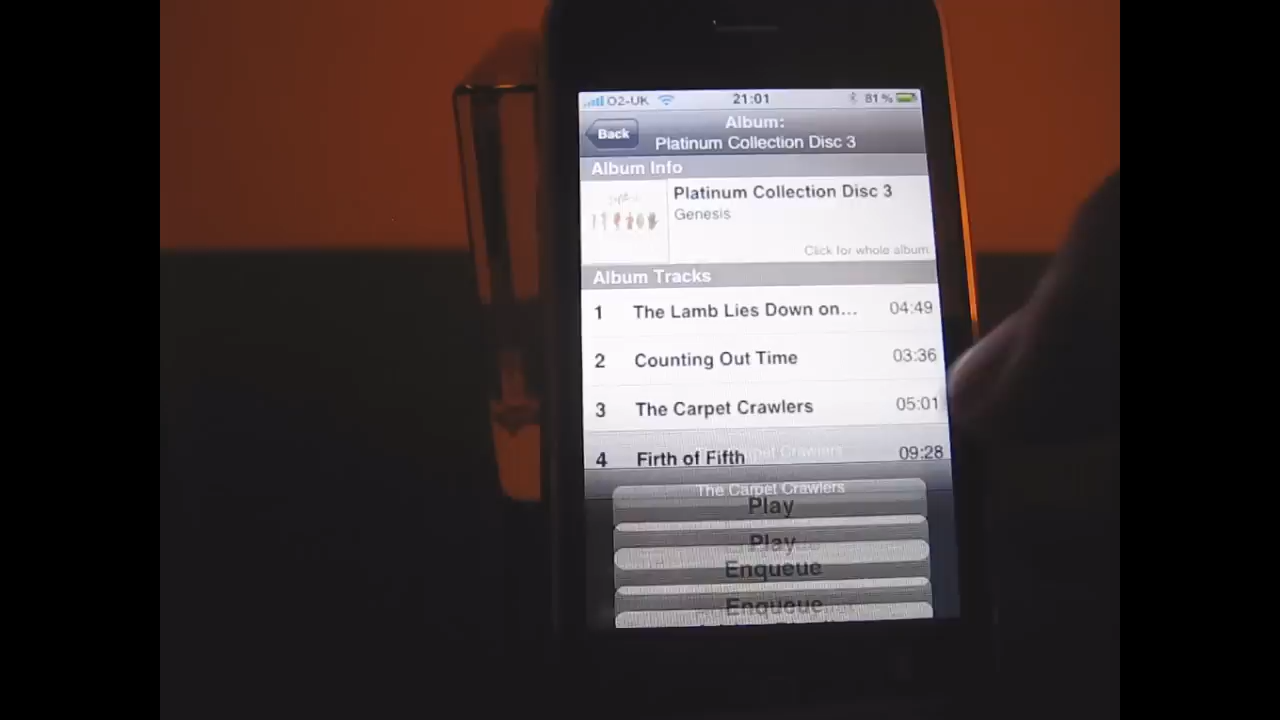 O2-UK 21:01 81%
Back
Album:
Platinum Collection Disc 3
Album Info
Platinum Collection Disc 3
Genesis
Click for whole album
Album Tracks
1 The Lamb Lies Down on... 04:49
2 Counting Out Time 03:36
3 The Carpet Crawlers 05:01
The Carpet Crawlers
4 Firth of Fifth 09:28
The Carpet Crawlers
Play
Play
Enqueue
Enqueue